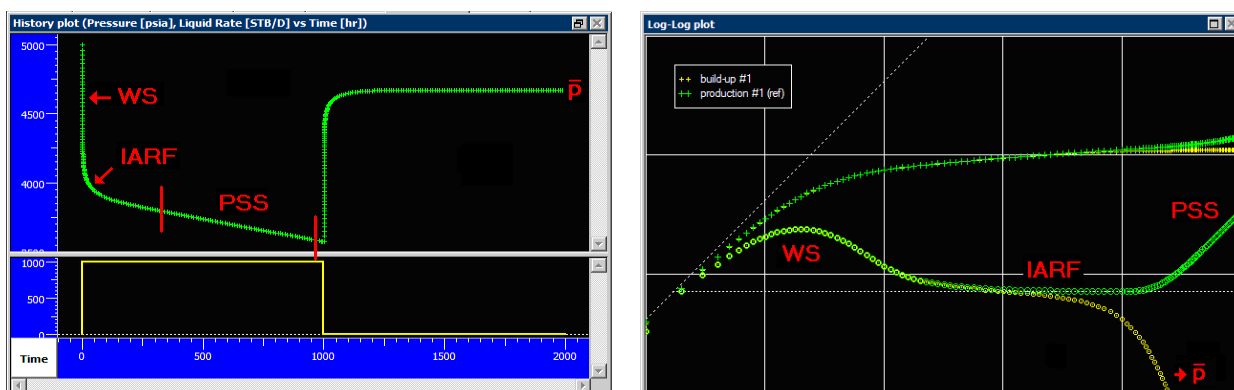 History plot (Pressure [psia], Liquid Rate [STB/D] vs Time [hr])
5000
WS
p̅
4500
IARF
4000
PSS
3500
1000
500
0
Time
0
500
1000
1500
2000
Log-Log plot
build-up #1
production #1 (ref)
PSS
WS
IARF
p̅